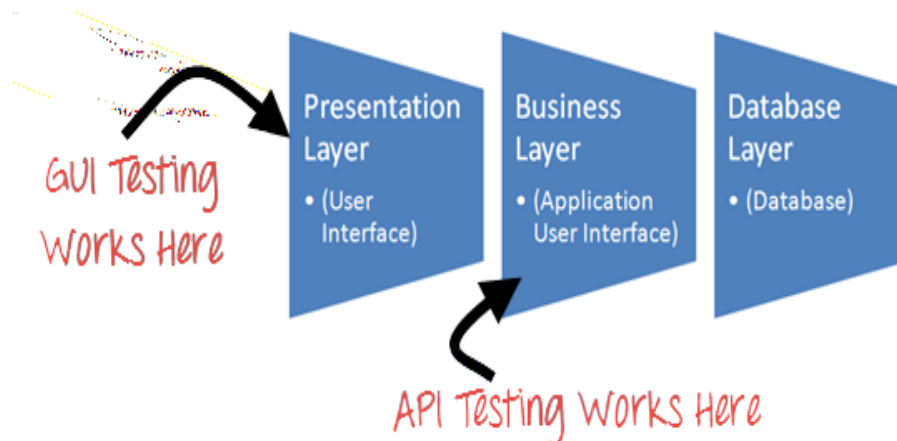 Presentation
Layer
• (User
Interface)
Business
Layer
• (Application
User Interface)
Database
Layer
• (Database)
GUI Testing
Works Here
API Testing Works Here